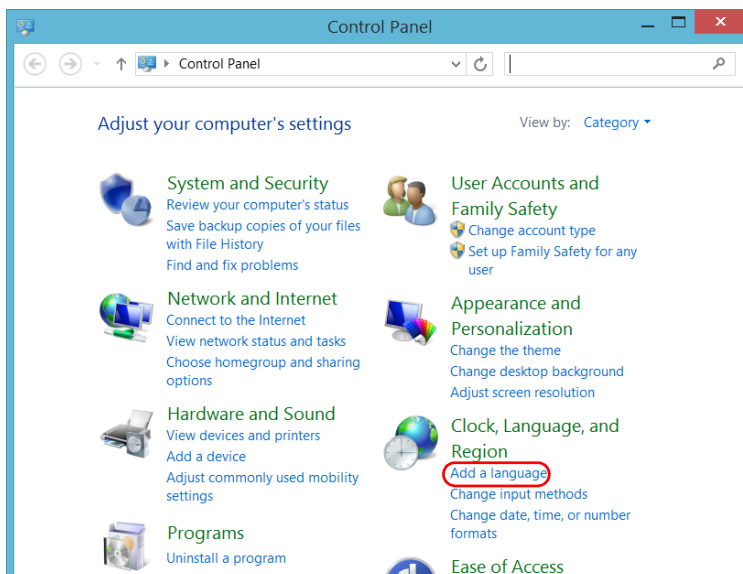 Control Panel
Control Panel
Adjust your computer's settings
View by: Category
System and Security
Review your computer's status
Save backup copies of your files
with File History
Find and fix problems
Network and Internet
Connect to the Internet
View network status and tasks
Choose homegroup and sharing
options
Hardware and Sound
View devices and printers
Add a device
Adjust commonly used mobility
settings
Programs
Uninstall a program
User Accounts and
Family Safety
Change account type
Set up Family Safety for any
user
Appearance and
Personalization
Change the theme
Change desktop background
Adjust screen resolution
Clock, Language, and
Region
Add a language
Change input methods
Change date, time, or number
formats
Ease of Access